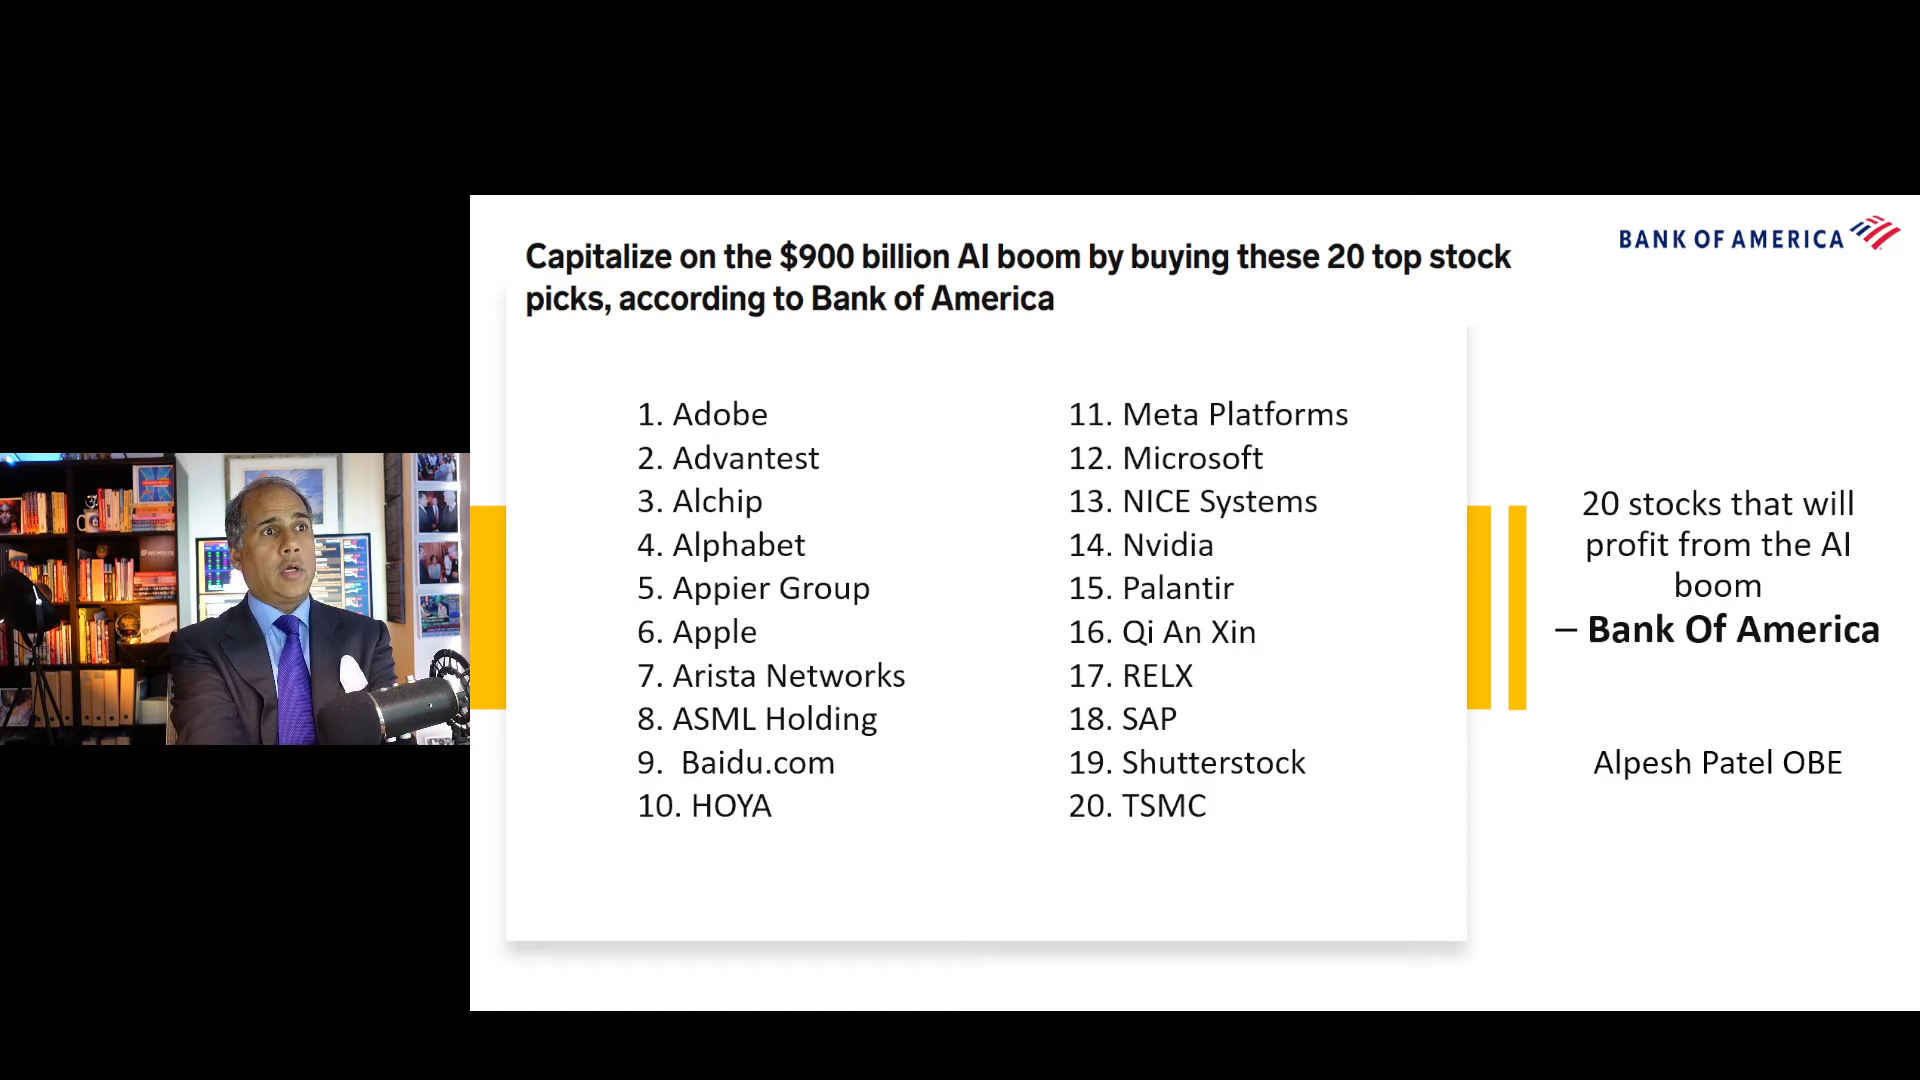 BANK OF AMERICA
Capitalize on the $900 billion AI boom by buying these 20 top stock
picks, according to Bank of America
1. Adobe
2. Advantest
3. Alchip
4. Alphabet
5. Appier Group
6. Apple
7. Arista Networks
8. ASML Holding
9. Baidu.com
10. HOYA
11. Meta Platforms
12. Microsoft
13. NICE Systems
14. Nvidia
15. Palantir
16. Qi An Xin
17. RELX
18. SAP
19. Shutterstock
20. TSMC
20 stocks that will
profit from the AI
boom
– Bank Of America
Alpesh Patel OBE